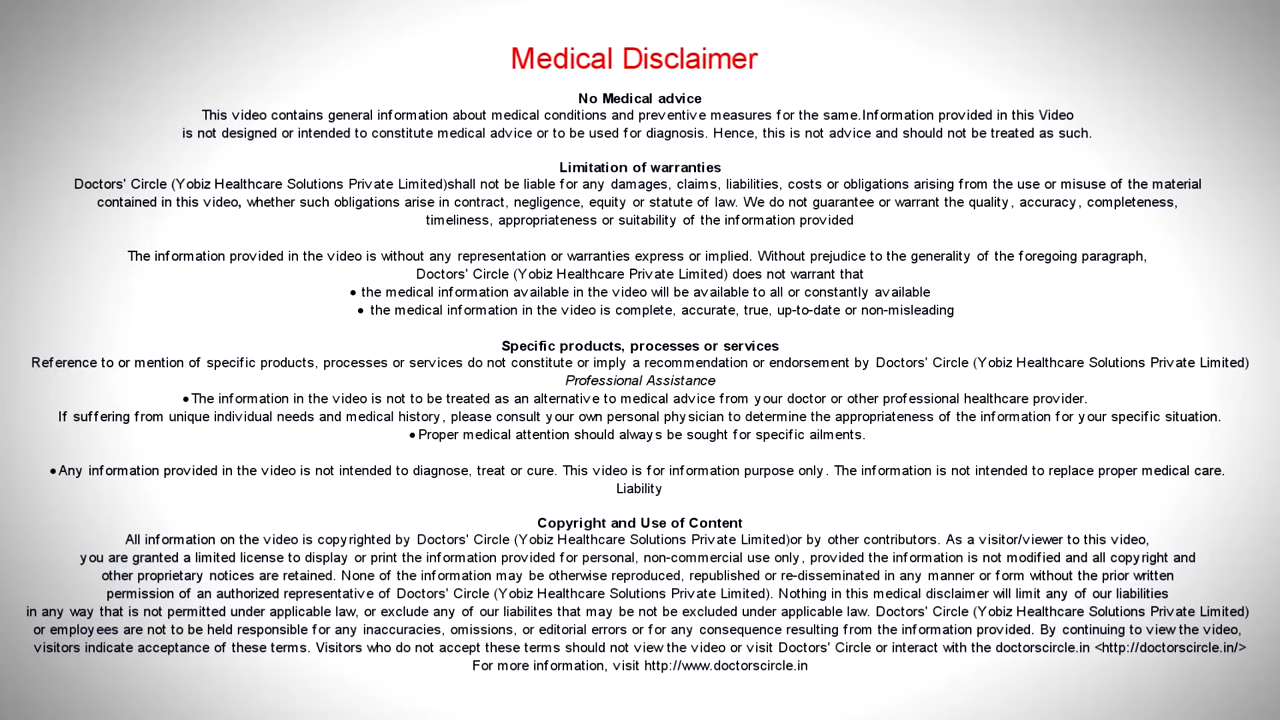 Medical Disclaimer
No Medical advice
This video contains general information about medical conditions and preventive measures for the same.Information provided in this Video
is not designed or intended to constitute medical advice or to be used for diagnosis. Hence, this is not advice and should not be treated as such.
Limitation of warranties
Doctors' Circle (Yobiz Healthcare Solutions Private Limited)shall not be liable for any damages, claims, liabilities, costs or obligations arising from the use or misuse of the material
contained in this video, whether such obligations arise in contract, negligence, equity or statute of law. We do not guarantee or warrant the quality, accuracy, completeness,
timeliness, appropriateness or suitability of the information provided
The information provided in the video is without any representation or warranties express or implied. Without prejudice to the generality of the foregoing paragraph,
Doctors' Circle (Yobiz Healthcare Private Limited) does not warrant that
• the medical information available in the video will be available to all or constantly available
• the medical information in the video is complete, accurate, true, up-to-date or non-misleading
Specific products, processes or services
Reference to or mention of specific products, processes or services do not constitute or imply a recommendation or endorsement by Doctors' Circle (Yobiz Healthcare Solutions Private Limited)
Professional Assistance
•The information in the video is not to be treated as an alternative to medical advice from your doctor or other professional healthcare provider.
If suffering from unique individual needs and medical history, please consult your own personal physician to determine the appropriateness of the information for your specific situation.
•Proper medical attention should always be sought for specific ailments.
•Any information provided in the video is not intended to diagnose, treat or cure. This video is for information purpose only. The information is not intended to replace proper medical care.
Liability
Copyright and Use of Content
All information on the video is copyrighted by Doctors' Circle (Yobiz Healthcare Solutions Private Limited)or by other contributors. As a visitor/viewer to this video,
you are granted a limited license to display or print the information provided for personal, non-commercial use only, provided the information is not modified and all copyright and
other proprietary notices are retained. None of the information may be otherwise reproduced, republished or re-disseminated in any manner or form without the prior written
permission of an authorized representative of Doctors' Circle (Yobiz Healthcare Solutions Private Limited). Nothing in this medical disclaimer will limit any of our liabilities
in any way that is not permitted under applicable law, or exclude any of our liabilites that may be not be excluded under applicable law. Doctors' Circle (Yobiz Healthcare Solutions Private Limited)
or employees are not to be held responsible for any inaccuracies, omissions, or editorial errors or for any consequence resulting from the information provided. By continuing to view the video,
visitors indicate acceptance of these terms. Visitors who do not accept these terms should not view the video or visit Doctors' Circle or interact with the doctorscircle.in <http://doctorscircle.in/>
For more information, visit http://www.doctorscircle.in